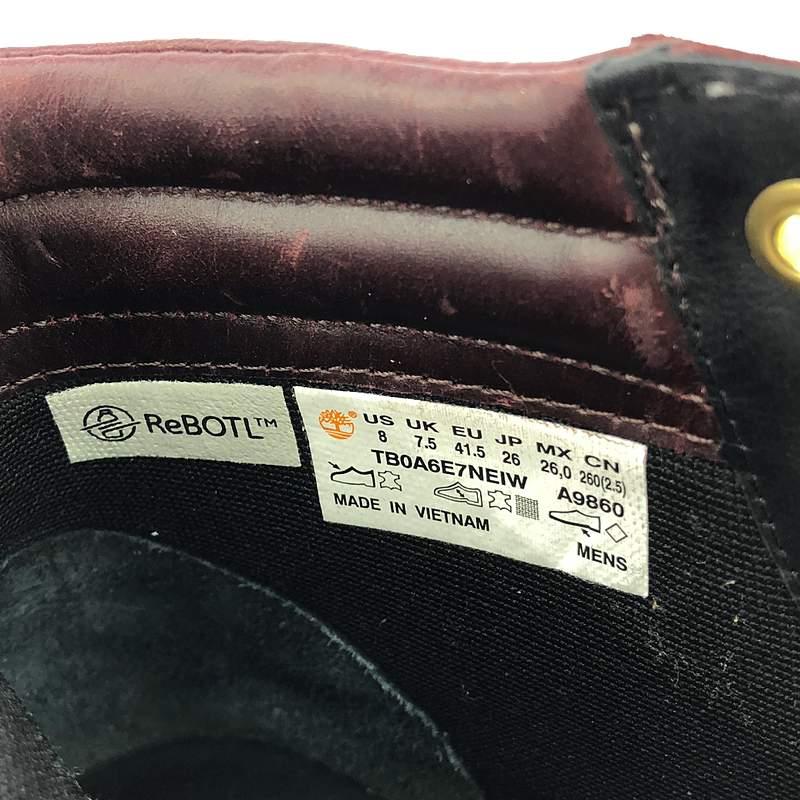 ReBOTL™
US UK EU JP MX CN
8 7.5 41.5 26 26,0 260(2.5)
TB0A6E7NEIW A9860
MADE IN VIETNAM
MENS